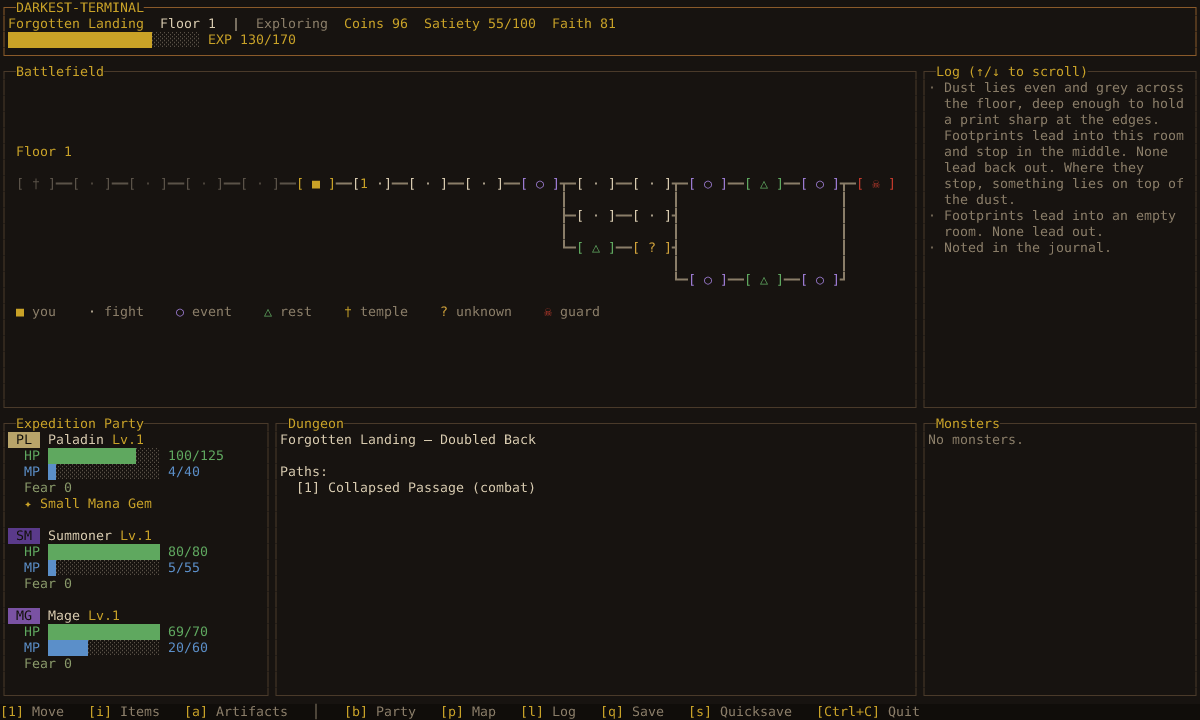 DARKEST-TERMINAL
Forgotten Landing  Floor 1  |  Exploring  Coins 96  Satiety 55/100  Faith 81
EXP 130/170
Battlefield
Floor 1
[ † ]—[ · ]—[ · ]—[ · ]—[ · ]—[ ■ ]—[1 ·]—[ · ]—[ · ]—[ ○ ]┬—[ · ]—[ · ]┬—[ ○ ]—[ △ ]—[ ○ ]┬—[ ☠ ]
├—[ · ]—[ · ]┤
└—[ △ ]—[ ? ]┤
└—[ ○ ]—[ △ ]—[ ○ ]┘
■ you  · fight  ○ event  △ rest  † temple  ? unknown  ☠ guard
Log (↑/↓ to scroll)
· Dust lies even and grey across
the floor, deep enough to hold
a print sharp at the edges.
Footprints lead into this room
and stop in the middle. None
lead back out. Where they
stop, something lies on top of
the dust.
· Footprints lead into an empty
room. None lead out.
· Noted in the journal.
Expedition Party
PL Paladin Lv.1
HP 100/125
MP 4/40
Fear 0
✦ Small Mana Gem
SM Summoner Lv.1
HP 80/80
MP 5/55
Fear 0
MG Mage Lv.1
HP 69/70
MP 20/60
Fear 0
Dungeon
Forgotten Landing — Doubled Back
Paths:
[1] Collapsed Passage (combat)
Monsters
No monsters.
[1] Move  [i] Items  [a] Artifacts  |  [b] Party  [p] Map  [l] Log  [q] Save  [s] Quicksave  [Ctrl+C] Quit